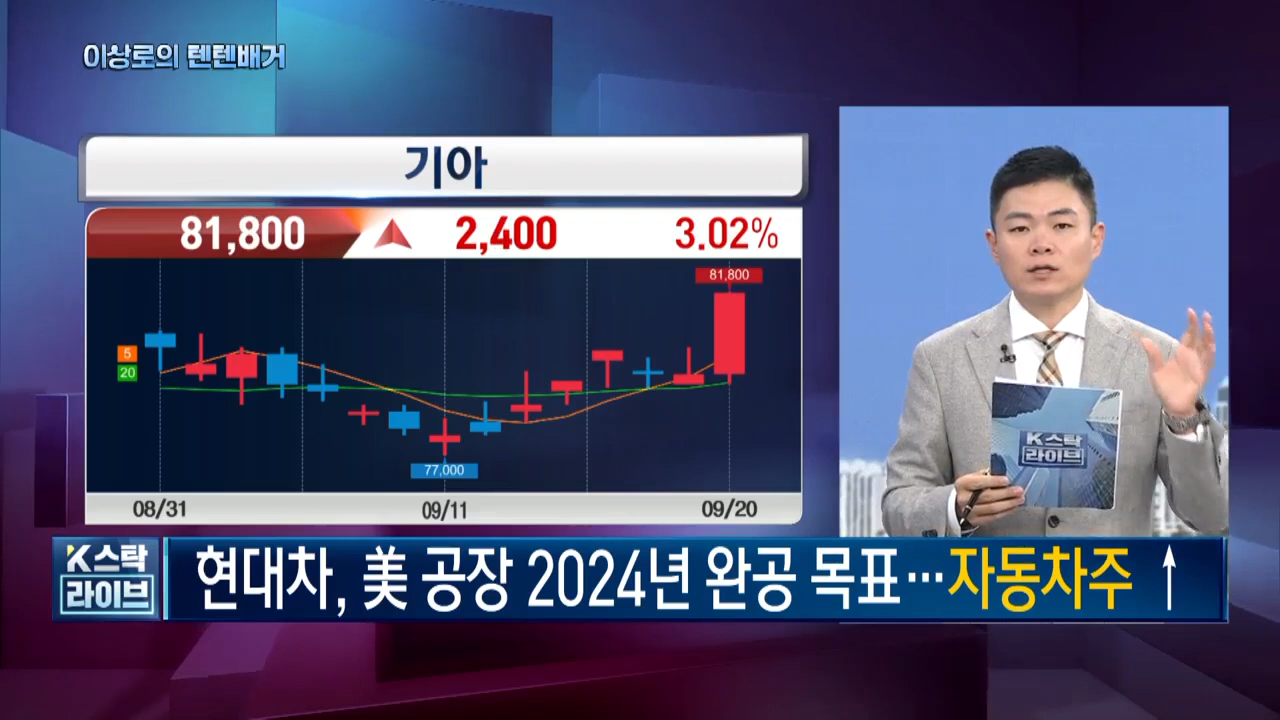 이상로의 텐텐배거
기아
81,800 ▲ 2,400 3.02%
81,800
5
20
77,000
08/31 09/11 09/20
K스탁
라이브
K스탁
라이브
현대차, 美 공장 2024년 완공 목표…자동차주 ↑